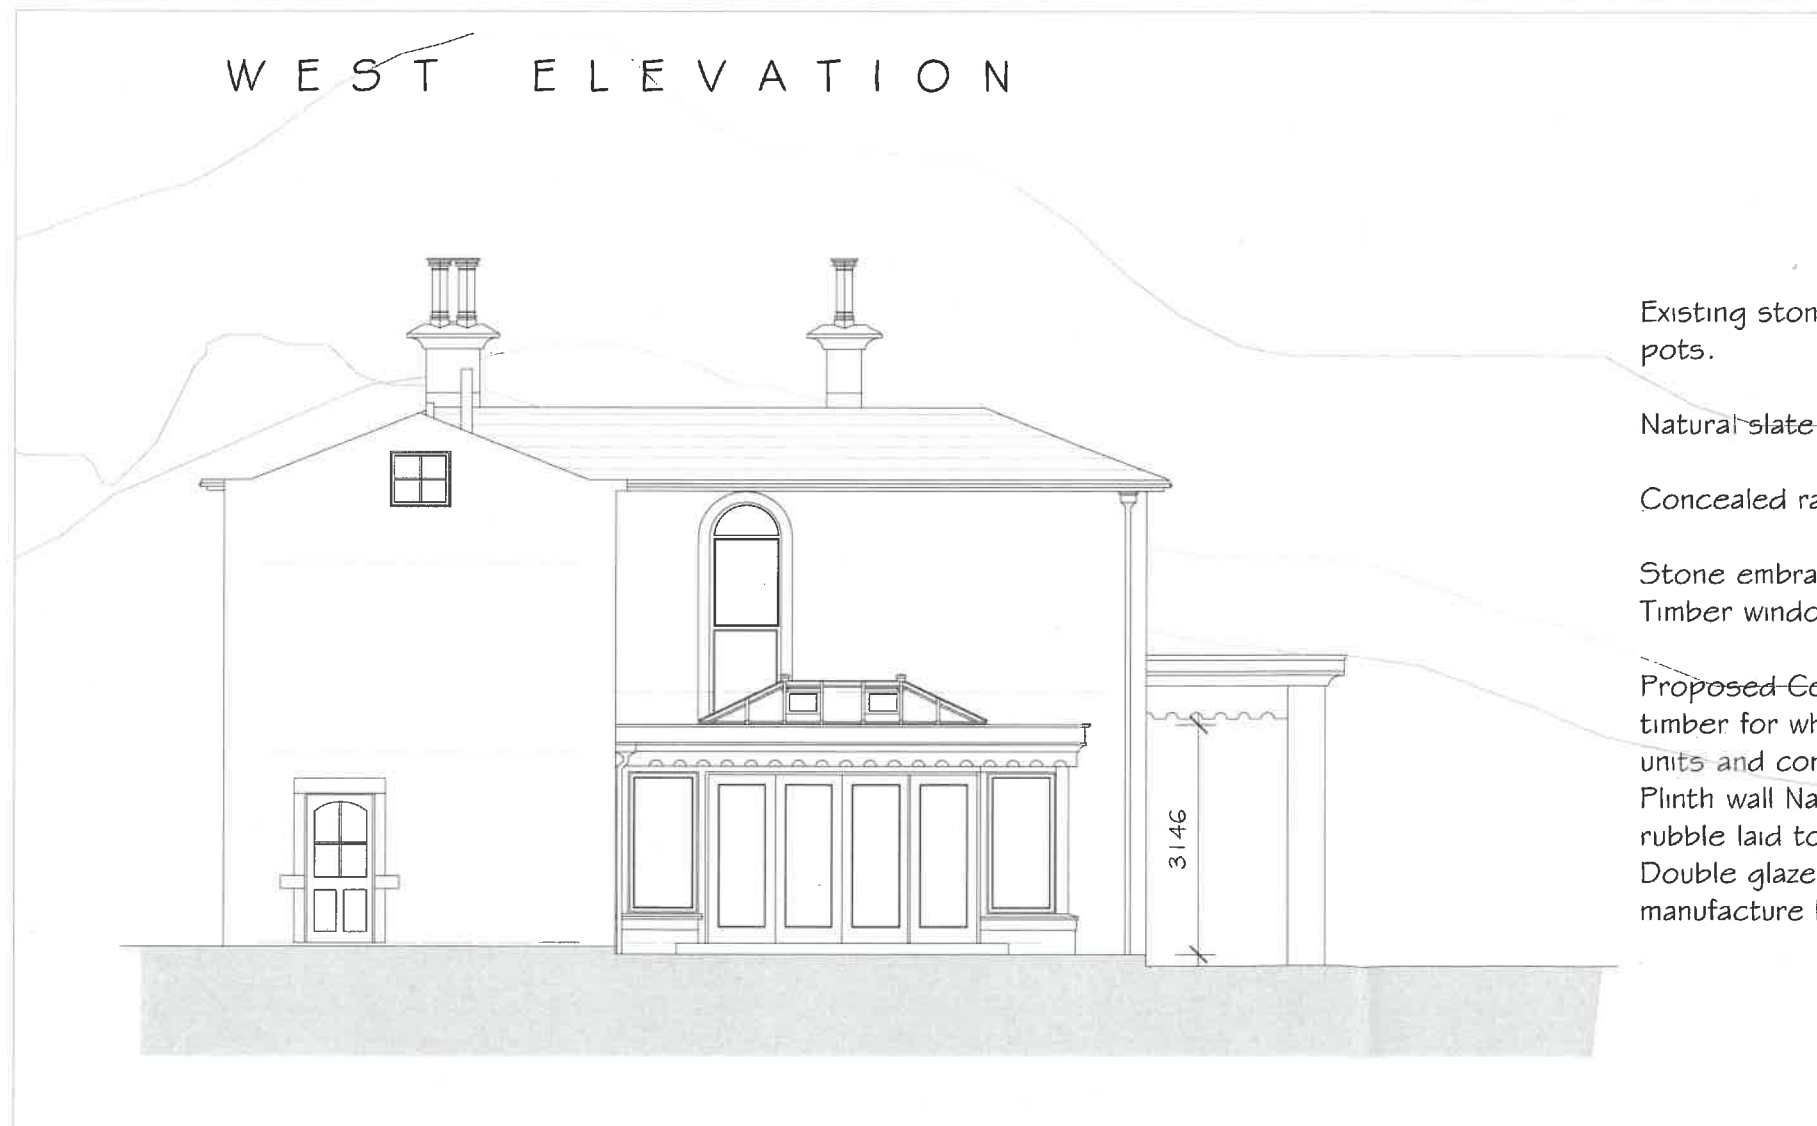 WEST ELEVATION
Existing ston
pots.
Natural slate
Concealed ra
Stone embra
Timber windo
Proposed Co
timber for wh
units and con
Plinth wall Na
rubble laid to
Double glaze
manufacture
3146